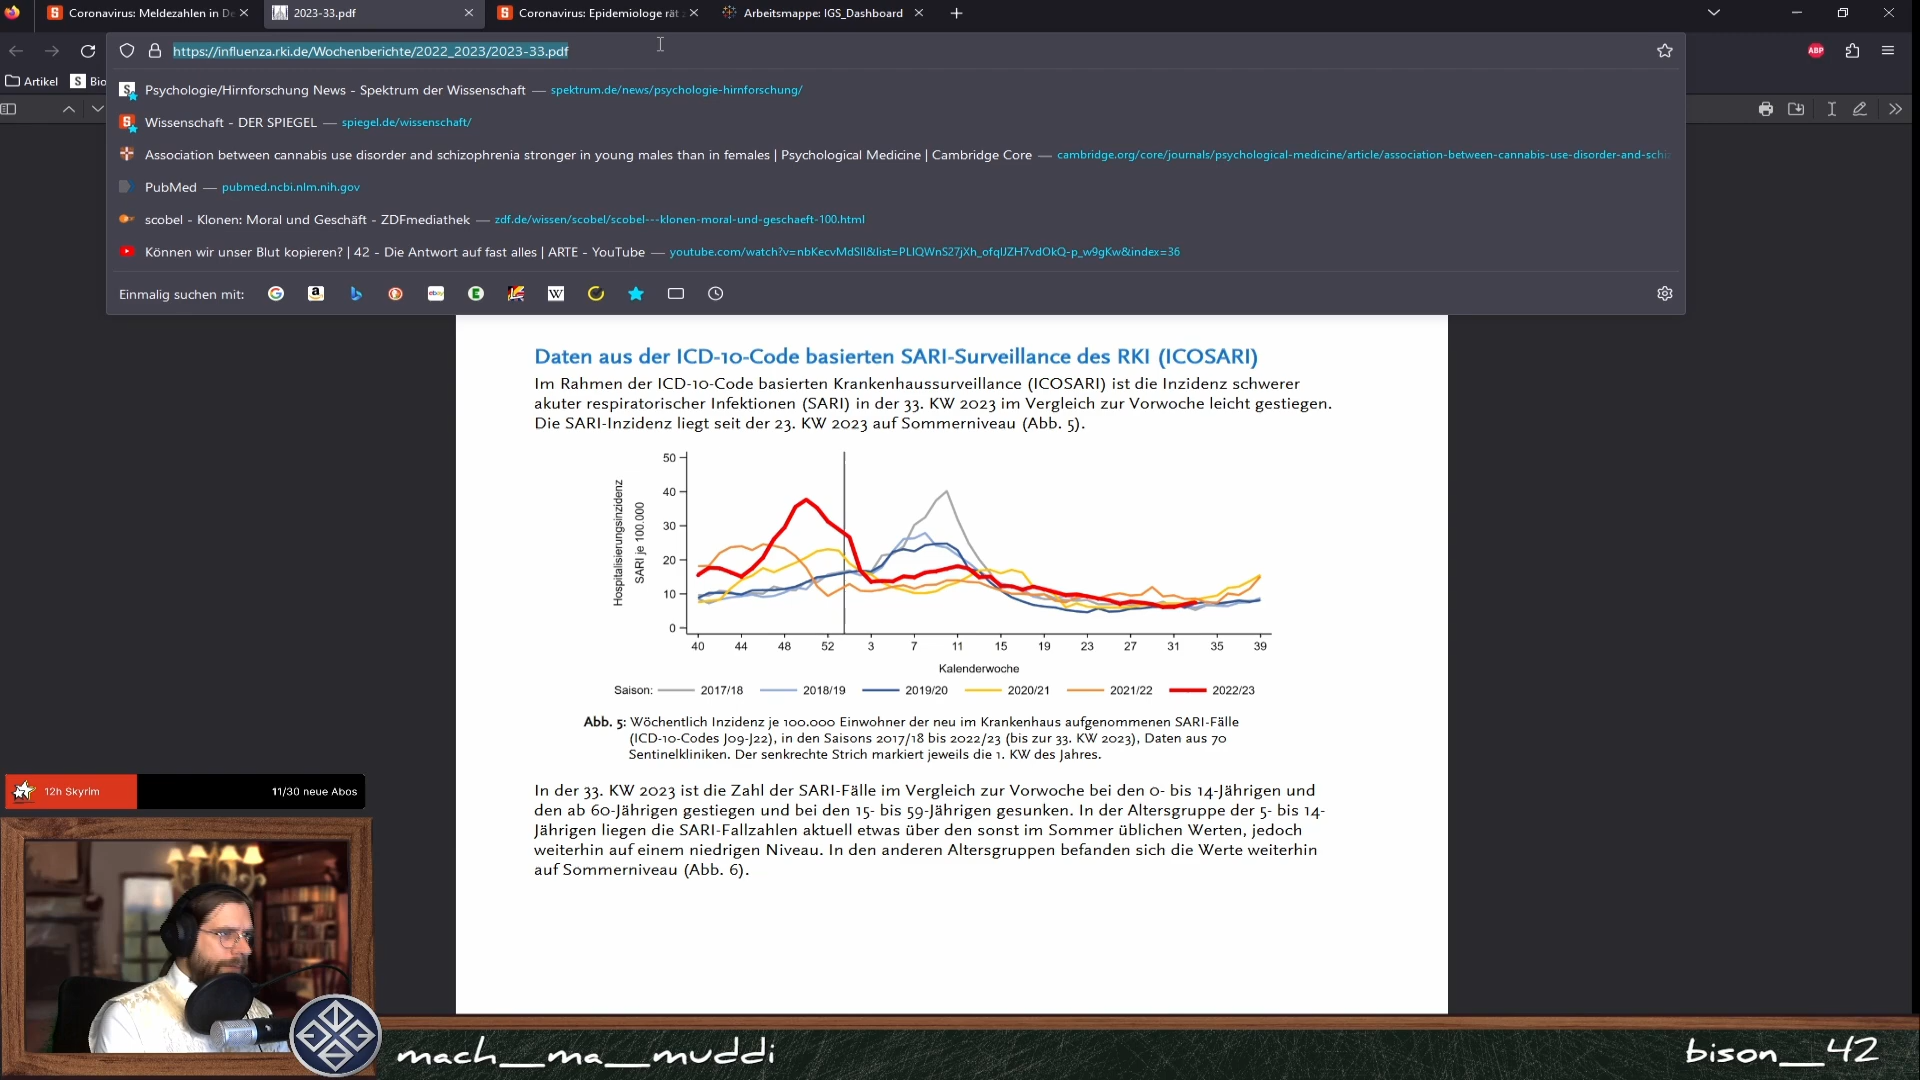 Coronavirus: Meldezahlen in De
2023-33.pdf
Coronavirus: Epidemiologe rät
Arbeitsmappe: IGS_Dashboard
https://influenza.rki.de/Wochenberichte/2022_2023/2023-33.pdf
ABP
Artikel
S Bio
Psychologie/Hirnforschung News - Spektrum der Wissenschaft — spektrum.de/news/psychologie-hirnforschung/
Wissenschaft - DER SPIEGEL — spiegel.de/wissenschaft/
Association between cannabis use disorder and schizophrenia stronger in young males than in females | Psychological Medicine | Cambridge Core — cambridge.org/core/journals/psychological-medicine/article/association-between-cannabis-use-disorder-and-schi
PubMed — pubmed.ncbi.nlm.nih.gov
scobel - Klonen: Moral und Geschäft - ZDFmediathek — zdf.de/wissen/scobel/scobel---klonen-moral-und-geschaeft-100.html
Können wir unser Blut kopieren? | 42 - Die Antwort auf fast alles | ARTE - YouTube —
Einmalig suchen mit:
Daten aus der ICD-10-Code basierten SARI-Surveillance des RKI (ICOSARI)
Im Rahmen der ICD-10-Code basierten Krankenhaussurveillance (ICOSARI) ist die Inzidenz schwerer
akuter respiratorischer Infektionen (SARI) in der 33. KW 2023 im Vergleich zur Vorwoche leicht gestiegen.
Die SARI-Inzidenz liegt seit der 23. KW 2023 auf Sommerniveau (Abb. 5).
Hospitalisierungsinzidenz
SARI je 100.000
50
40
30
20
10
0
40 44 48 52 3 7 11 15 19 23 27 31 35 39
Kalenderwoche
Saison: 2017/18 2018/19 2019/20 2020/21 2021/22 2022/23
Abb. 5: Wöchentlich Inzidenz je 100.000 Einwohner der neu im Krankenhaus aufgenommenen SARI-Fälle
(ICD-10-Codes J09-J22), in den Saisons 2017/18 bis 2022/23 (bis zur 33. KW 2023), Daten aus 70
Sentinelkliniken. Der senkrechte Strich markiert jeweils die 1. KW des Jahres.
In der 33. KW 2023 ist die Zahl der SARI-Fälle im Vergleich zur Vorwoche bei den 0- bis 14-Jährigen und
den ab 60-Jährigen gestiegen und bei den 15- bis 59-Jährigen gesunken. In der Altersgruppe der 5- bis 14-
Jährigen liegen die SARI-Fallzahlen aktuell etwas über den sonst im Sommer üblichen Werten, jedoch
weiterhin auf einem niedrigen Niveau. In den anderen Altersgruppen befanden sich die Werte weiterhin
auf Sommerniveau (Abb. 6).
12h Skyrim
11/30 neue Abos
mach__ma__muddi
bison__42